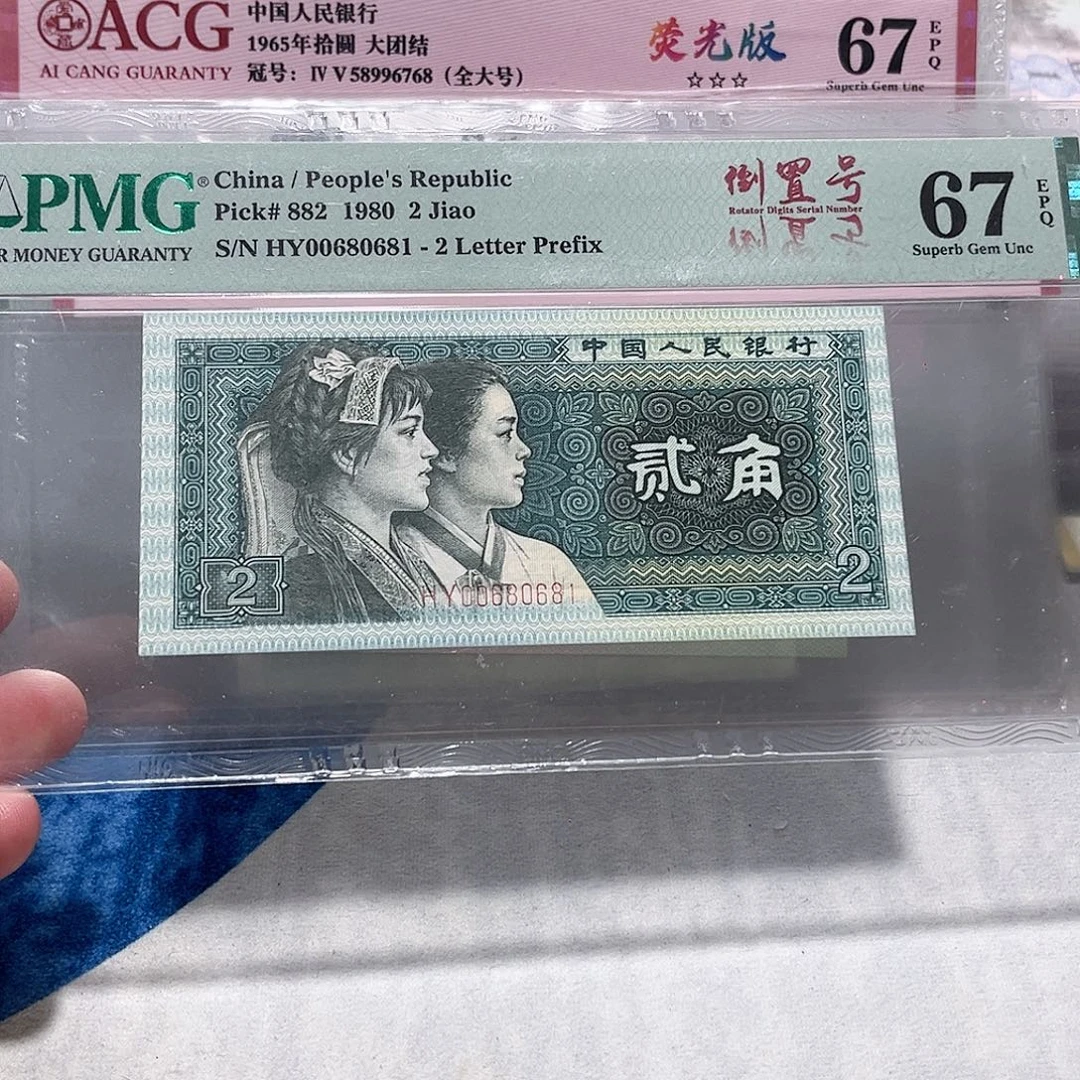 ACG
AI CANG GUARANTY
中国人民银行
1965年拾圆 大团结
冠号：IV V 58996768（全大号）
荧光版
☆☆☆
67
EPQ
Superb Gem Unc
PMG®
R MONEY GUARANTY
China / People's Republic
Pick# 882 1980 2 Jiao
S/N HY00680681 - 2 Letter Prefix
倒置号
Rotator Digits Serial Number
67
EPQ
Superb Gem Unc
中国人民银行
贰角
2
HY00680681
2